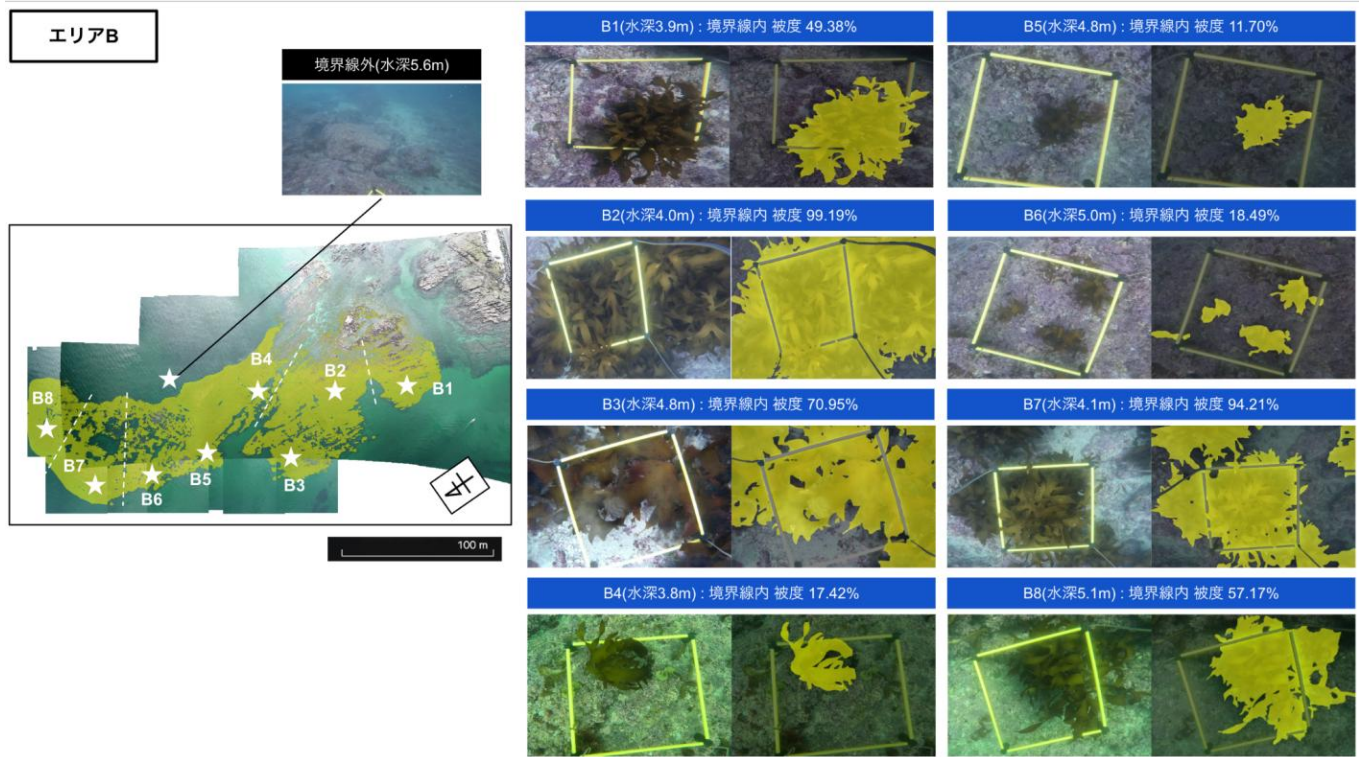 エリアB
境界線外(水深5.6m)
B4
B2
B1
B8
B7
B6
B5
B3
100 m
B1(水深3.9m) : 境界線内 被度 49.38%
B5(水深4.8m) : 境界線内 被度 11.70%
B2(水深4.0m) : 境界線内 被度 99.19%
B6(水深5.0m) : 境界線内 被度 18.49%
B3(水深4.8m) : 境界線内 被度 70.95%
B7(水深4.1m) : 境界線内 被度 94.21%
B4(水深3.8m) : 境界線内 被度 17.42%
B8(水深5.1m) : 境界線内 被度 57.17%